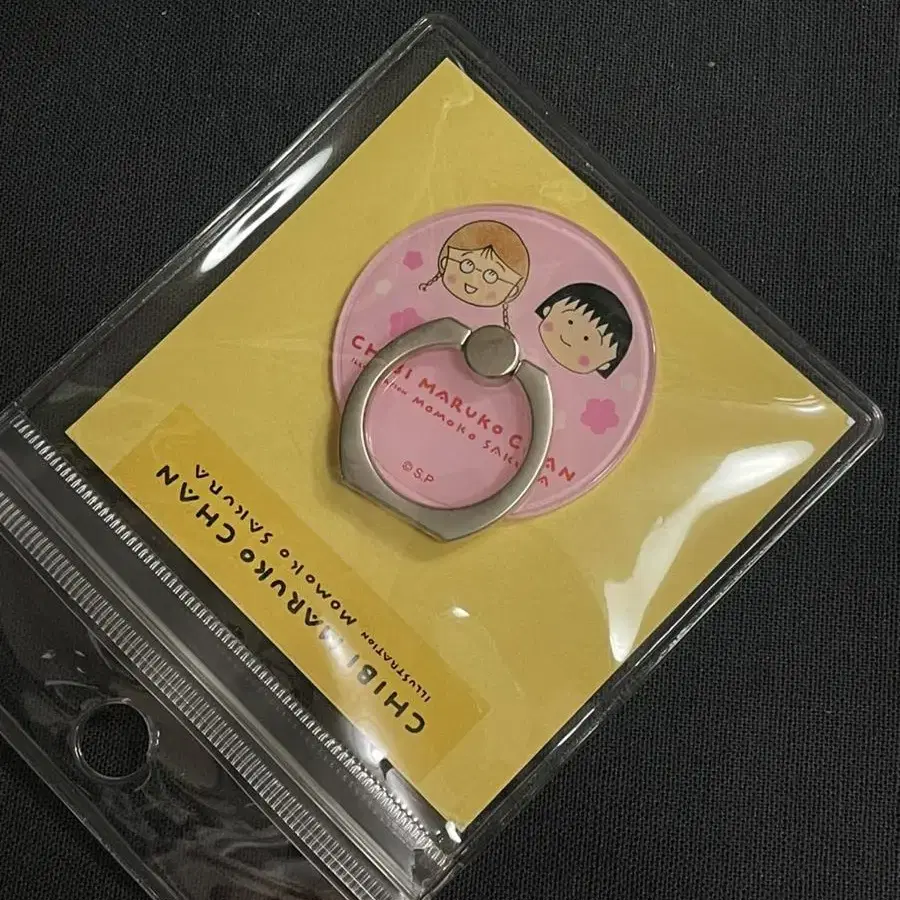 CHIBI MARUKO CHAN
ILLUSTRATION MOMOKO SAKURA
©S.P
CHIBI MARUKO CHAN
ILLUSTRATION MOMOKO SAKURA